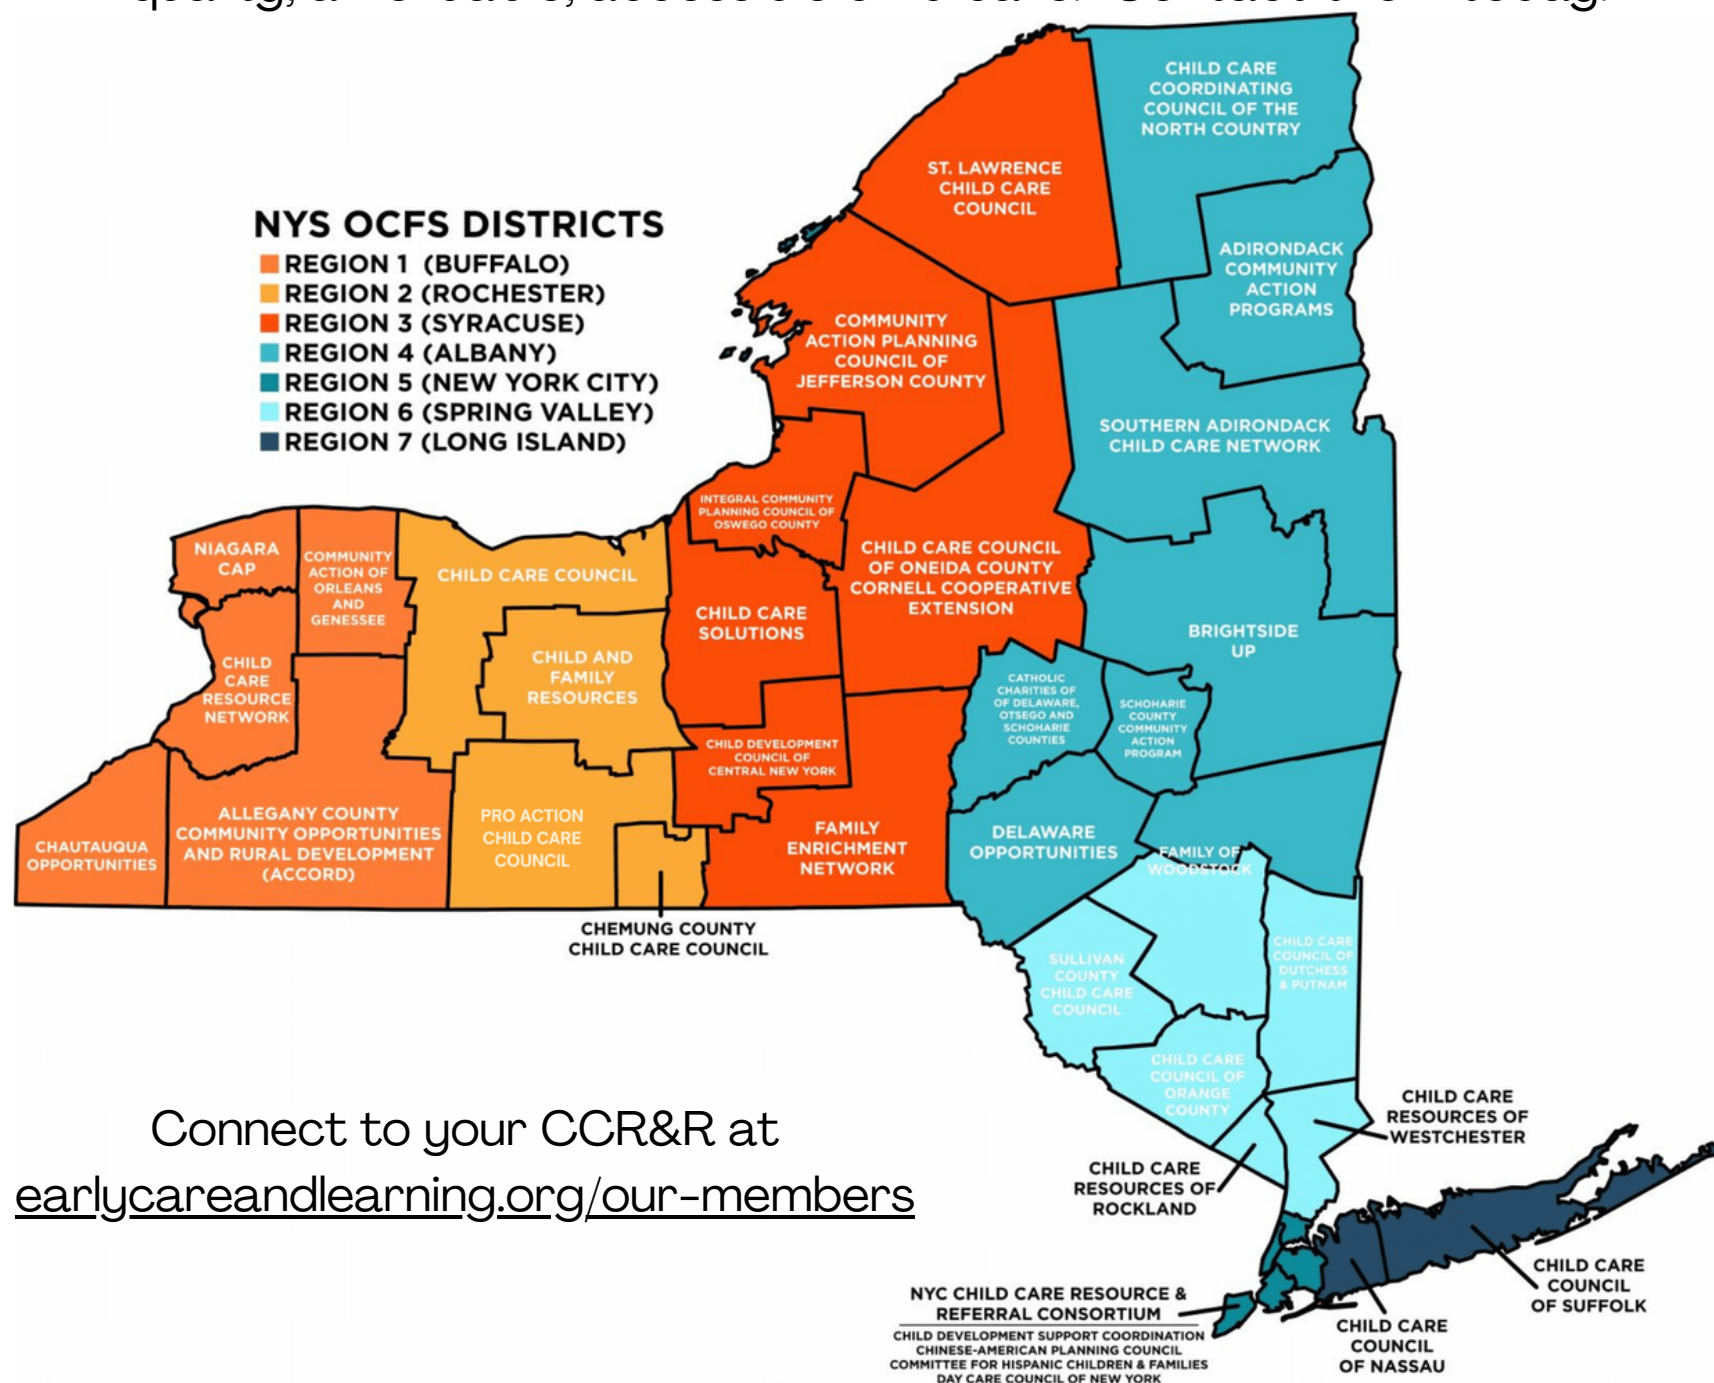 NYS OCFS DISTRICTS
REGION 1 (BUFFALO)
REGION 2 (ROCHESTER)
REGION 3 (SYRACUSE)
REGION 4 (ALBANY)
REGION 5 (NEW YORK CITY)
REGION 6 (SPRING VALLEY)
REGION 7 (LONG ISLAND)
CHILD CARE
COORDINATING
COUNCIL OF THE
NORTH COUNTRY
ST. LAWRENCE
CHILD CARE
COUNCIL
ADIRONDACK
COMMUNITY
ACTION
PROGRAMS
COMMUNITY
ACTION PLANNING
COUNCIL OF
JEFFERSON COUNTY
SOUTHERN ADIRONDACK
CHILD CARE NETWORK
INTEGRAL COMMUNITY
PLANNING COUNCIL OF
OSWEGO COUNTY
CHILD CARE COUNCIL
OF ONEIDA COUNTY
CORNELL COOPERATIVE
EXTENSION
NIAGARA
CAP
COMMUNITY
ACTION OF
ORLEANS
AND
GENESSEE
CHILD CARE COUNCIL
CHILD CARE
SOLUTIONS
BRIGHTSIDE
UP
CHILD
CARE
RESOURCE
NETWORK
CHILD AND
FAMILY
RESOURCES
CATHOLIC
CHARITIES OF
OF DELAWARE,
OTSEGO AND
SCHOHARIE
COUNTIES
SCHOHARIE
COUNTY
COMMUNITY
ACTION
PROGRAM
CHILD DEVELOPMENT
COUNCIL OF
CENTRAL NEW YORK
CHAUTAUQUA
OPPORTUNITIES
ALLEGANY COUNTY
COMMUNITY OPPORTUNITIES
AND RURAL DEVELOPMENT
(ACCORD)
PRO ACTION
CHILD CARE
COUNCIL
FAMILY
ENRICHMENT
NETWORK
DELAWARE
OPPORTUNITIES
FAMILY OF
WOODSTOCK
CHEMUNG COUNTY
CHILD CARE COUNCIL
SULLIVAN
COUNTY
CHILD CARE
COUNCIL
CHILD CARE
COUNCIL OF
DUTCHESS
& PUTNAM
CHILD CARE
COUNCIL OF
ORANGE
COUNTY
CHILD CARE
RESOURCES OF
WESTCHESTER
CHILD CARE
RESOURCES OF
ROCKLAND
Connect to your CCR&R at
earlycareandlearning.org/our-members
CHILD CARE
COUNCIL
OF SUFFOLK
CHILD CARE
COUNCIL
OF NASSAU
NYC CHILD CARE RESOURCE &
REFERRAL CONSORTIUM
CHILD DEVELOPMENT SUPPORT COORDINATION
CHINESE-AMERICAN PLANNING COUNCIL
COMMITTEE FOR HISPANIC CHILDREN & FAMILIES
DAY CARE COUNCIL OF NEW YORK